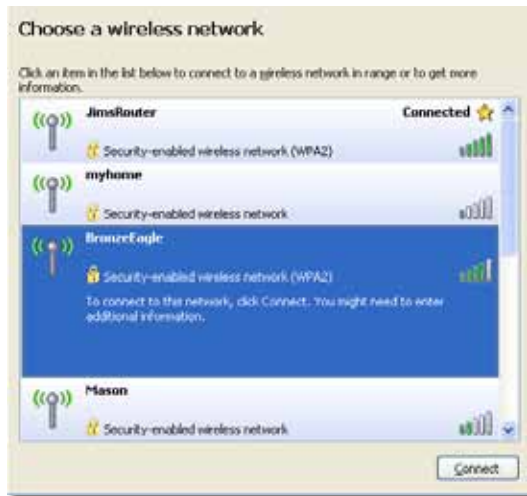 Choose a wireless network
Click an item in the list below to connect to a wireless network in range or to get more
information.
JimsRouter Connected
Security-enabled wireless network (WPA2)
myhome
Security-enabled wireless network
BronzeEagle
Security-enabled wireless network (WPA2)
To connect to this network, click Connect. You might need to enter
additional information.
Mason
Security-enabled wireless network
Connect